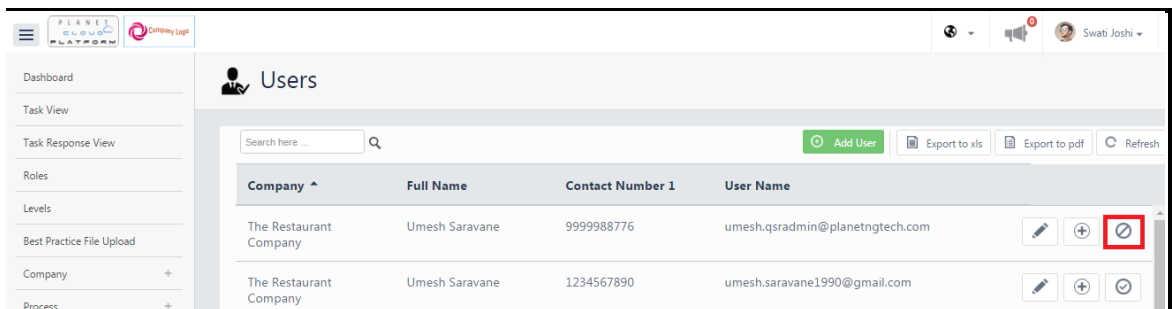 PLANET
CLOUD
PLATFORM
Company Logo
0
Swati Joshi
Dashboard
Users
Task View
Task Response View
Search here ...
Add User
Export to xls
Export to pdf
Refresh
Roles
Company
Full Name
Contact Number 1
User Name
Levels
The Restaurant
Company
Umesh Saravane
9999988776
umesh.qsradmin@planetngtech.com
Best Practice File Upload
Company +
The Restaurant
Company
Umesh Saravane
1234567890
umesh.saravane1990@gmail.com
Process +